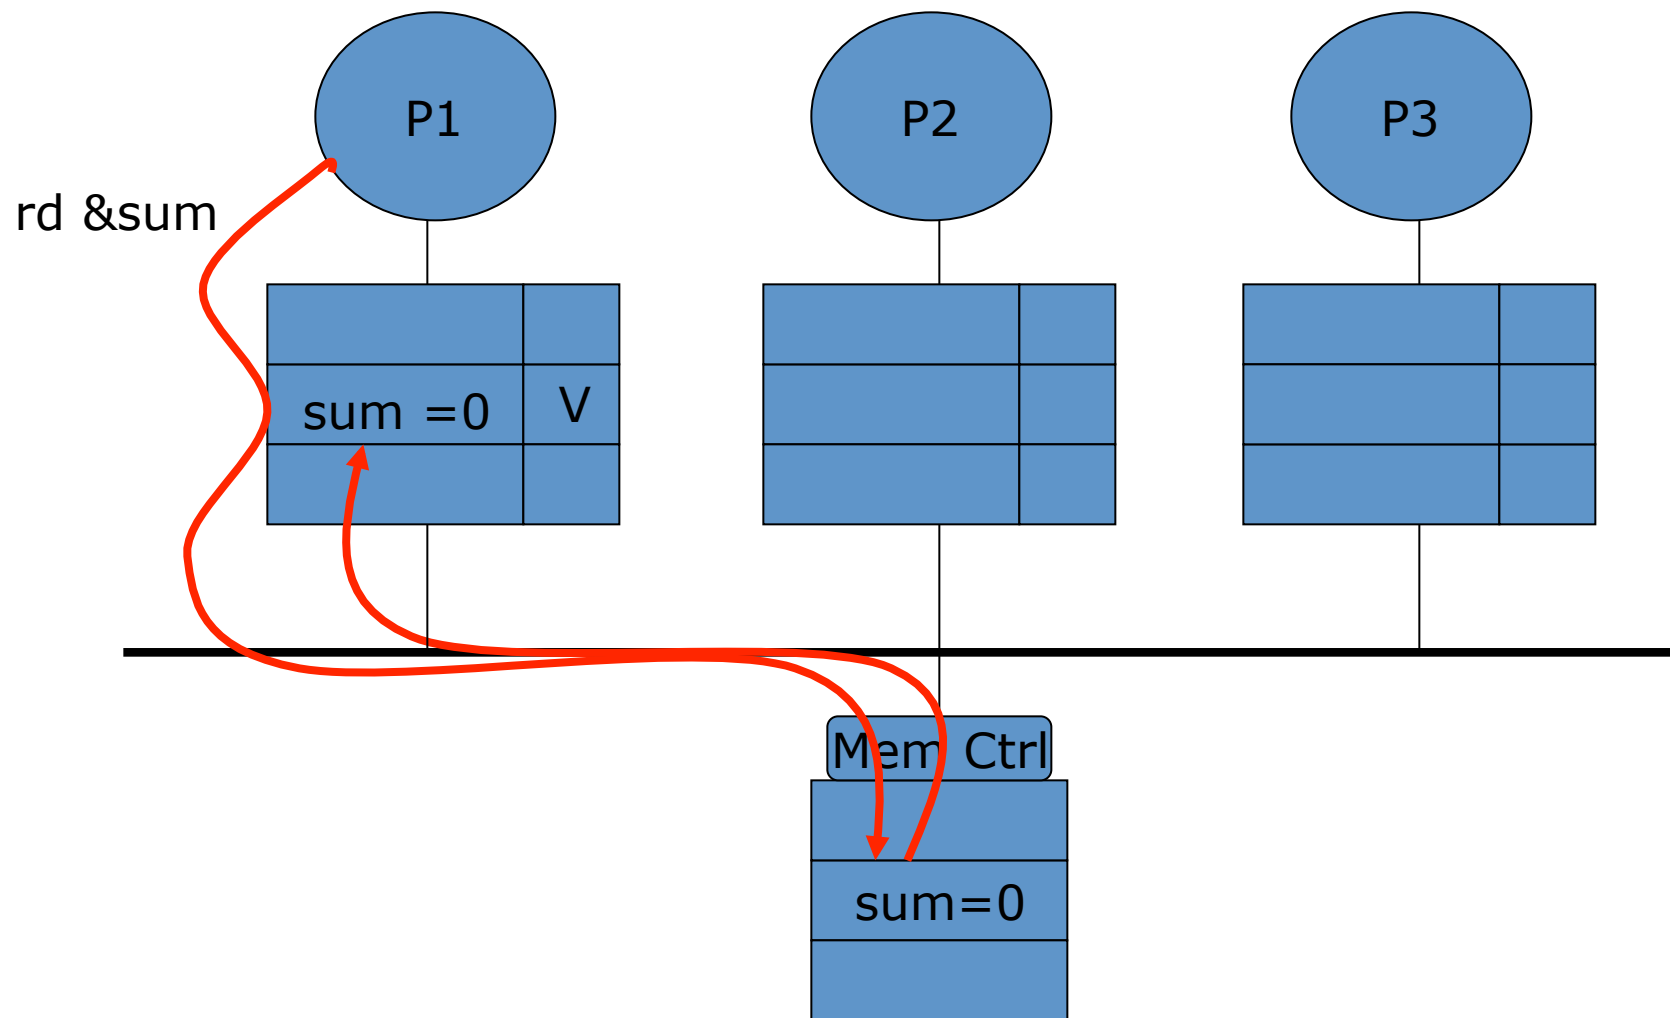 P1
P2
P3
rd &sum
sum =0
V
Mem Ctrl
sum=0